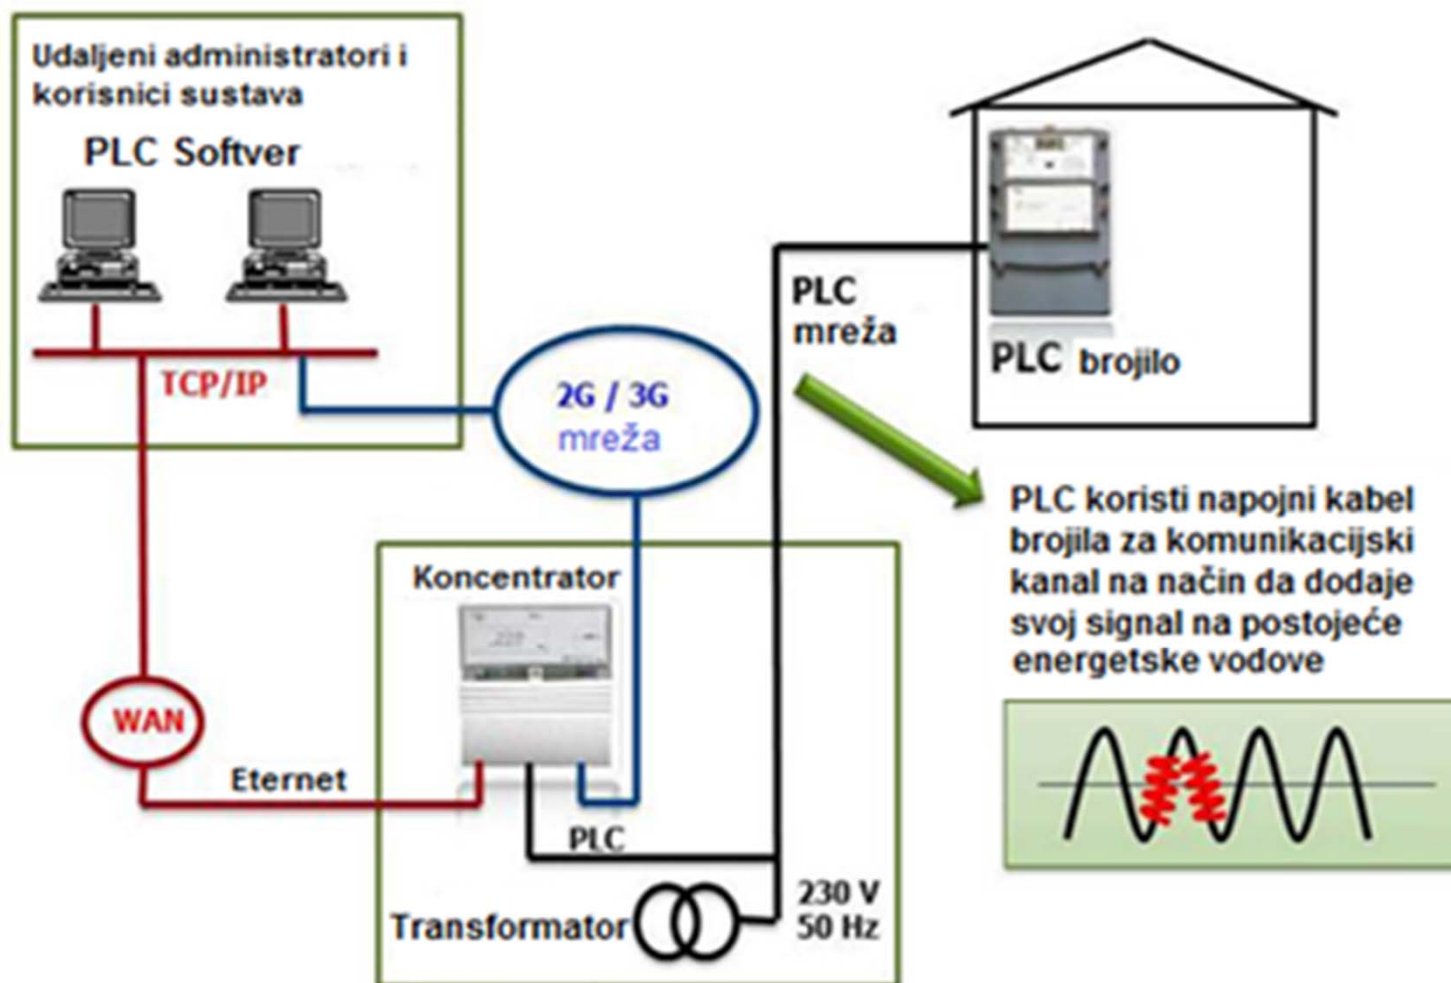 Udaljeni administratori i
korisnici sustava
PLC Softver
TCP/IP
2G / 3G
mreža
PLC
mreža
PLC brojilo
PLC koristi napojni kabel
brojila za komunikacijski
kanal na način da dodaje
svoj signal na postojeće
energetske vodove
Koncentrator
WAN
Eternet
PLC
Transformator
230 V
50 Hz